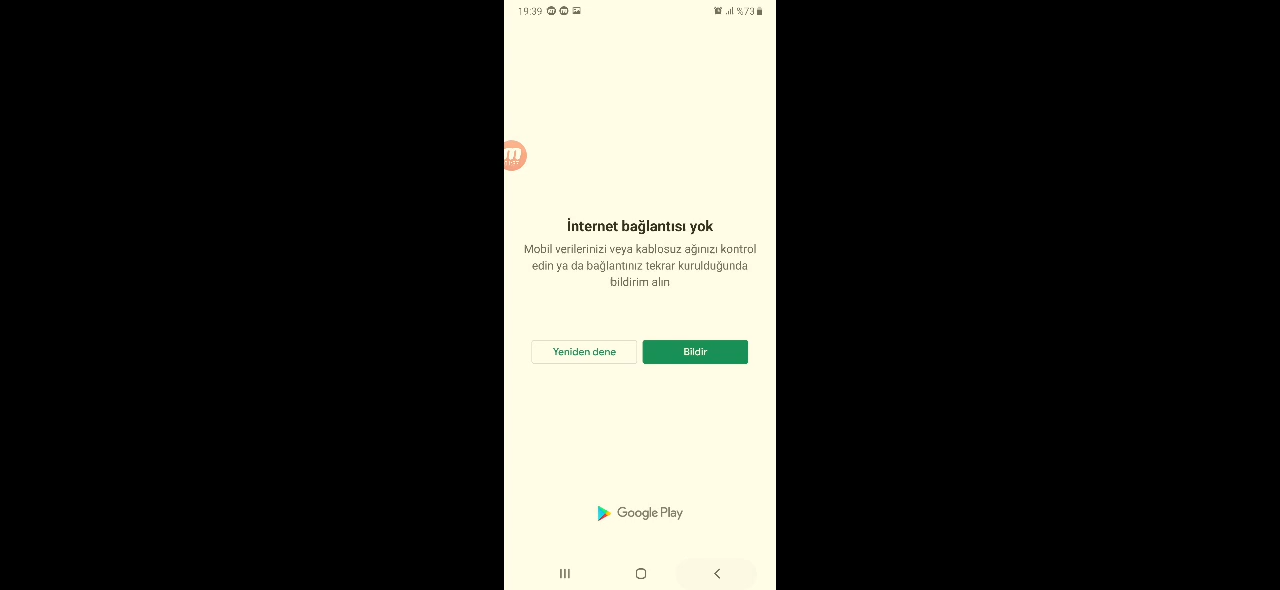 19:39 %73
m
İnternet bağlantısı yok
Mobil verilerinizi veya kablosuz ağınızı kontrol
edin ya da bağlantınız tekrar kurulduğunda
bildirim alın
Yeniden dene Bildir
Google Play